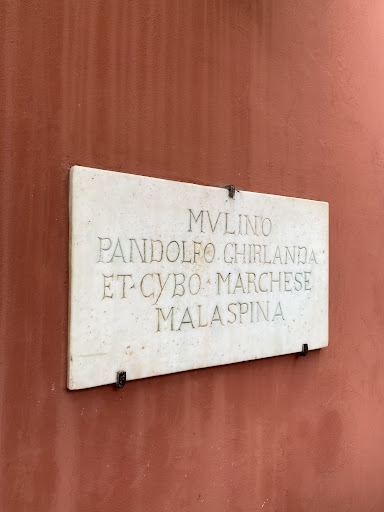 MVLINO
PANDOLFO·GHIRLANDA
ET·CYBO·MARCHESE
MALASPINA